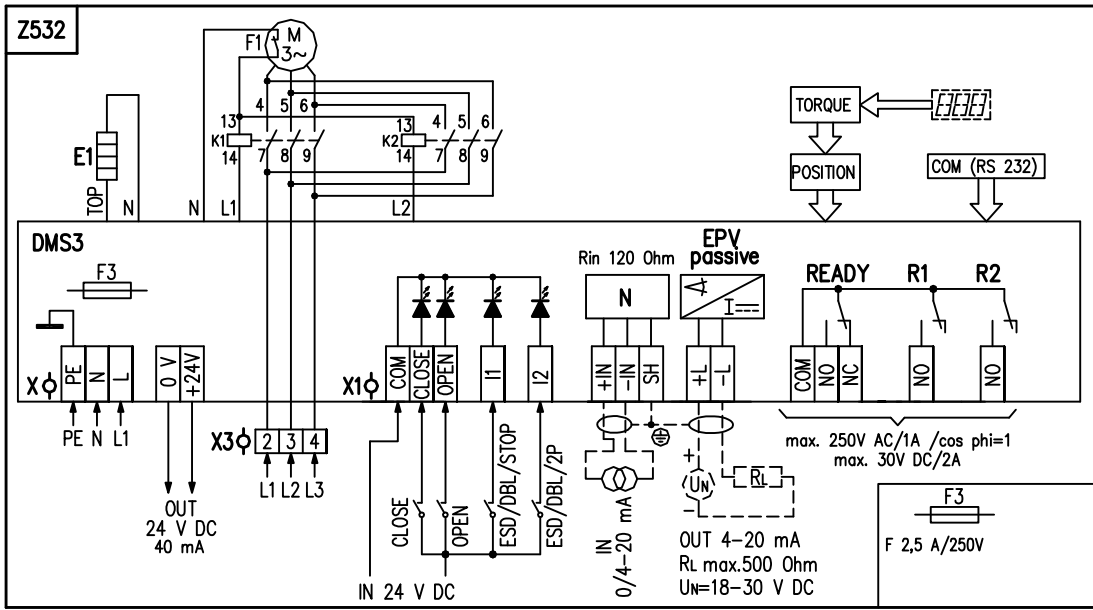 Z532
F1
M
3~
4 5 6
13
K1
14
7 8 9
13
K2
14
4 5 6
7 8 9
E1
TOP
N
N
L1
L2
TORQUE
POSITION
COM (RS 232)
DMS3
F3
Rin 120 Ohm
N
EPV
passive
I
READY
R1
R2
X
PE
N
L
0 V
+24V
X1
COM
CLOSE
OPEN
I1
I2
+IN
-IN
SH
+L
-L
COM
NO
NC
NO
NO
PE N L1
X3
2 3 4
L1 L2 L3
OUT
24 V DC
40 mA
CLOSE
OPEN
ESD/DBL/STOP
ESD/DBL/2P
IN 24 V DC
IN
0/4-20 mA
+
UN
-
RL
OUT 4-20 mA
RL max.500 Ohm
UN=18-30 V DC
max. 250V AC/1A /cos phi=1
max. 30V DC/2A
F3
F 2,5 A/250V